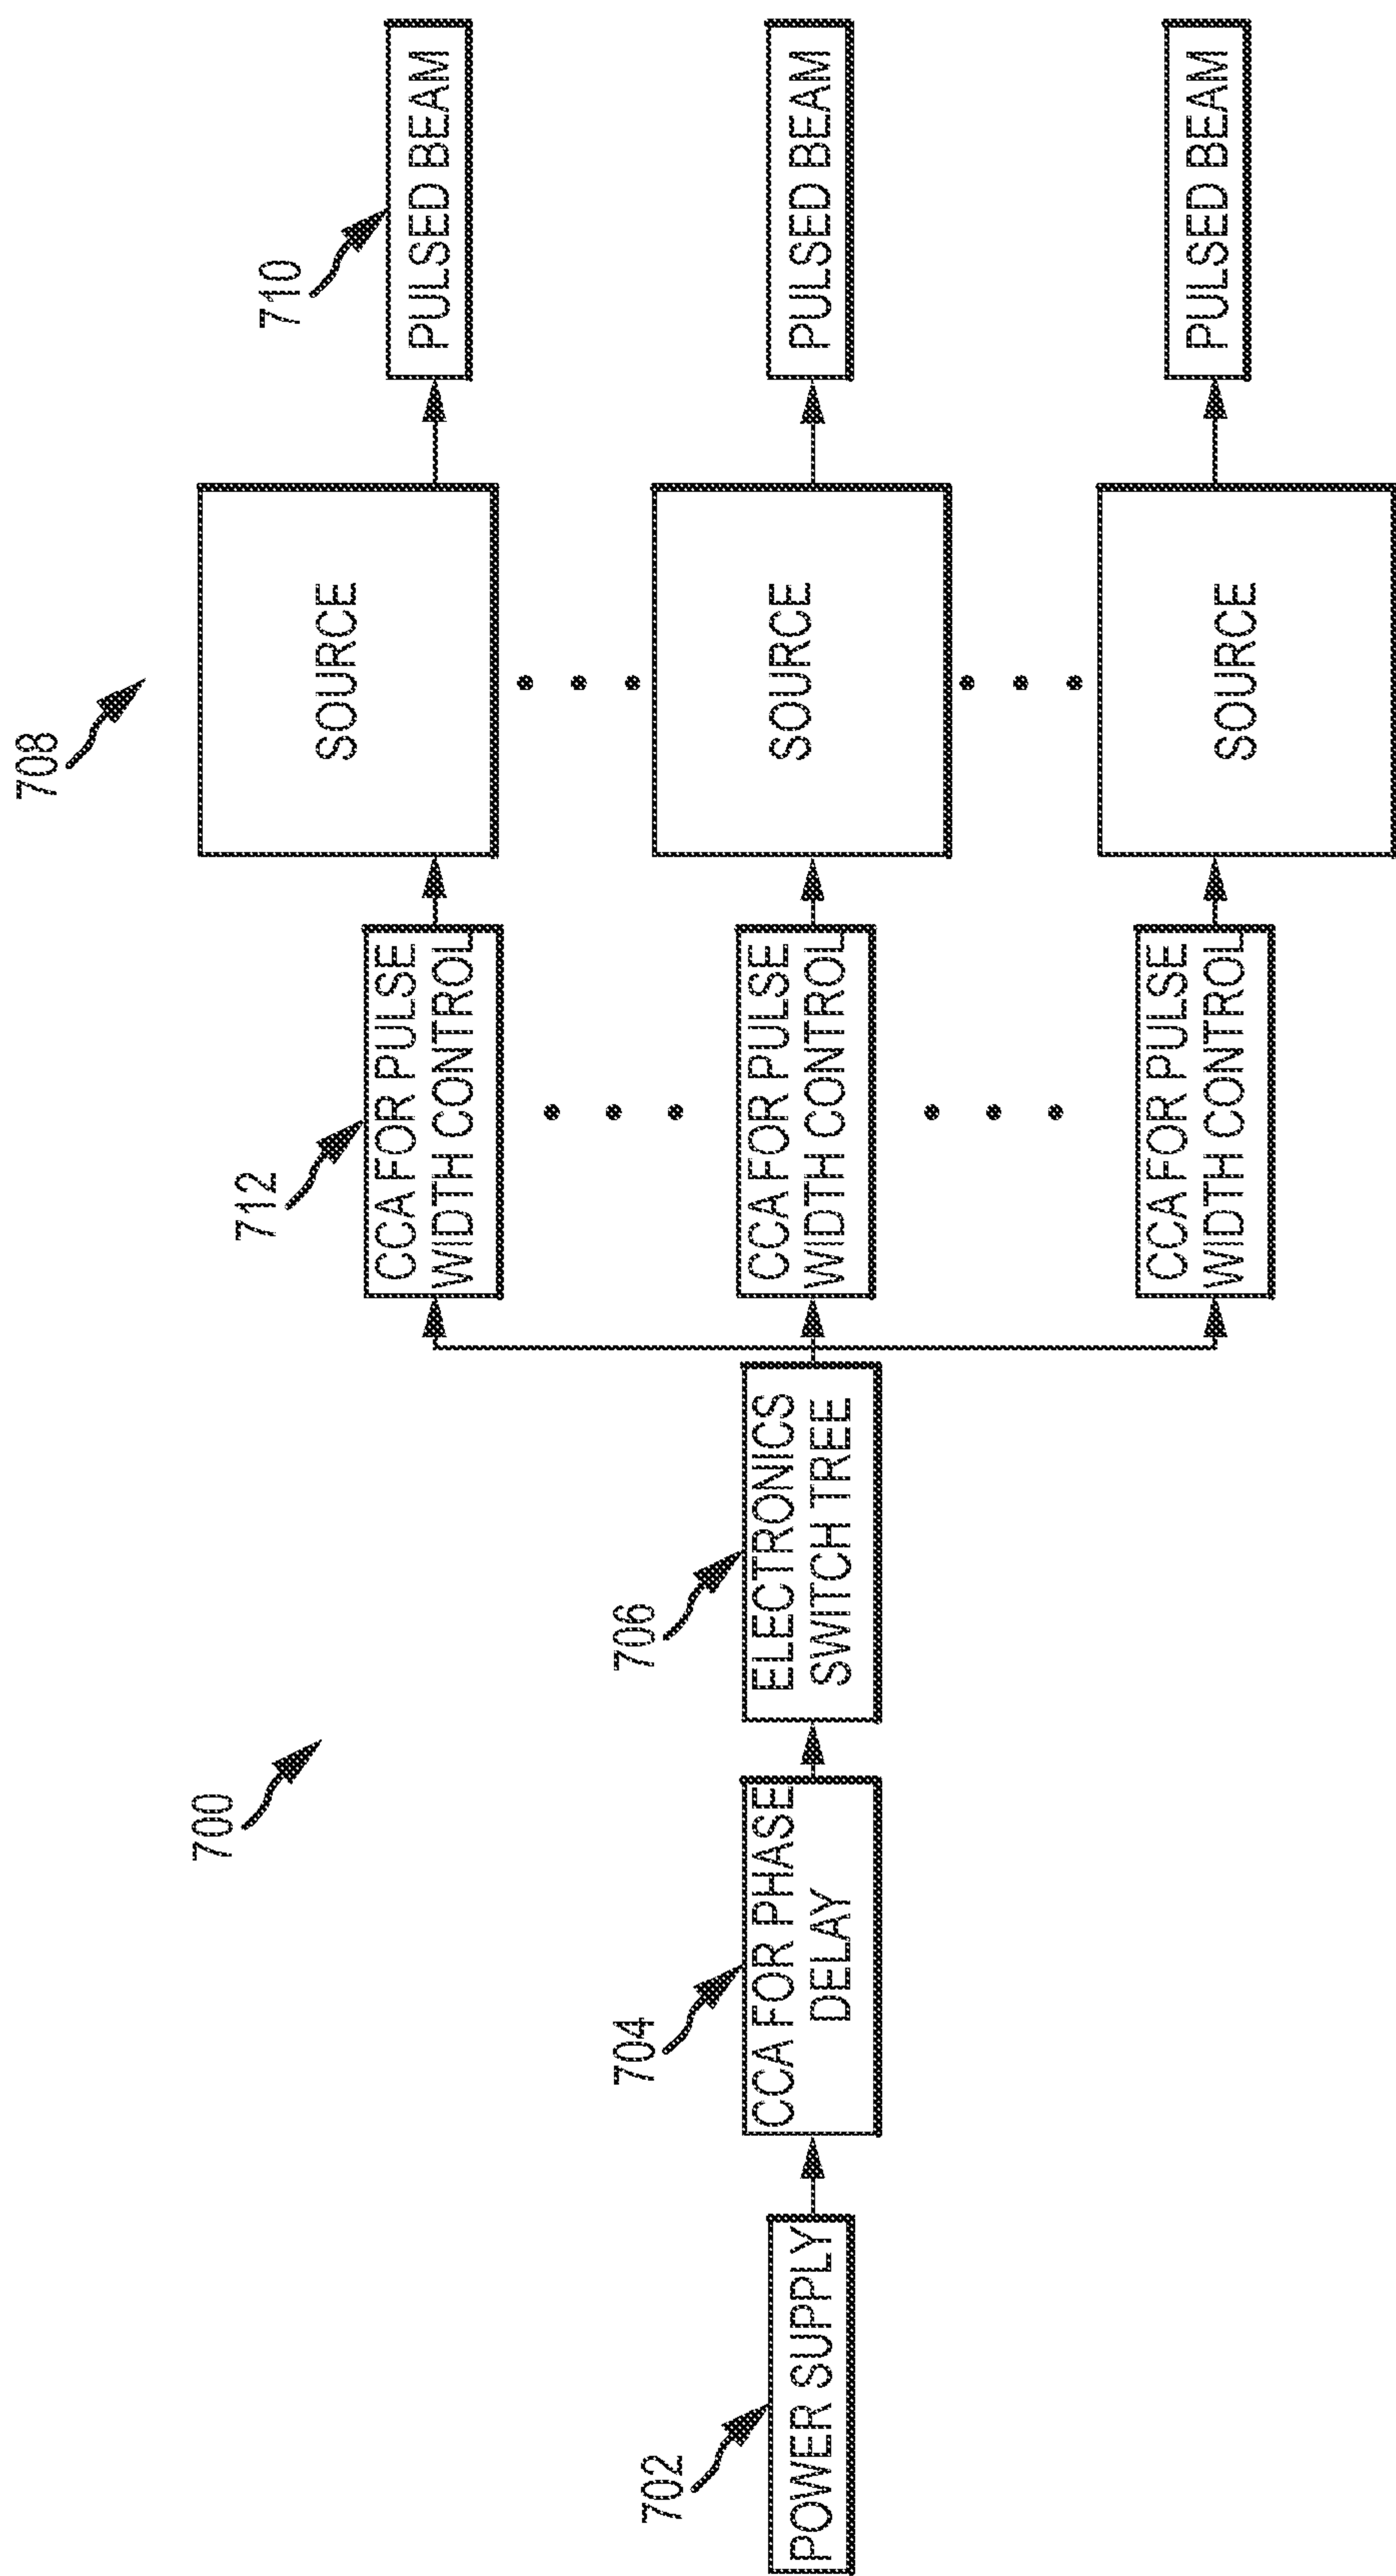 700
708
710
712
706
704
702
POWER SUPPLY
CCA FOR PHASE
DELAY
ELECTRONICS
SWITCH TREE
CCA FOR PULSE
WIDTH CONTROL
SOURCE
PULSED BEAM
CCA FOR PULSE
WIDTH CONTROL
SOURCE
PULSED BEAM
CCA FOR PULSE
WIDTH CONTROL
SOURCE
PULSED BEAM